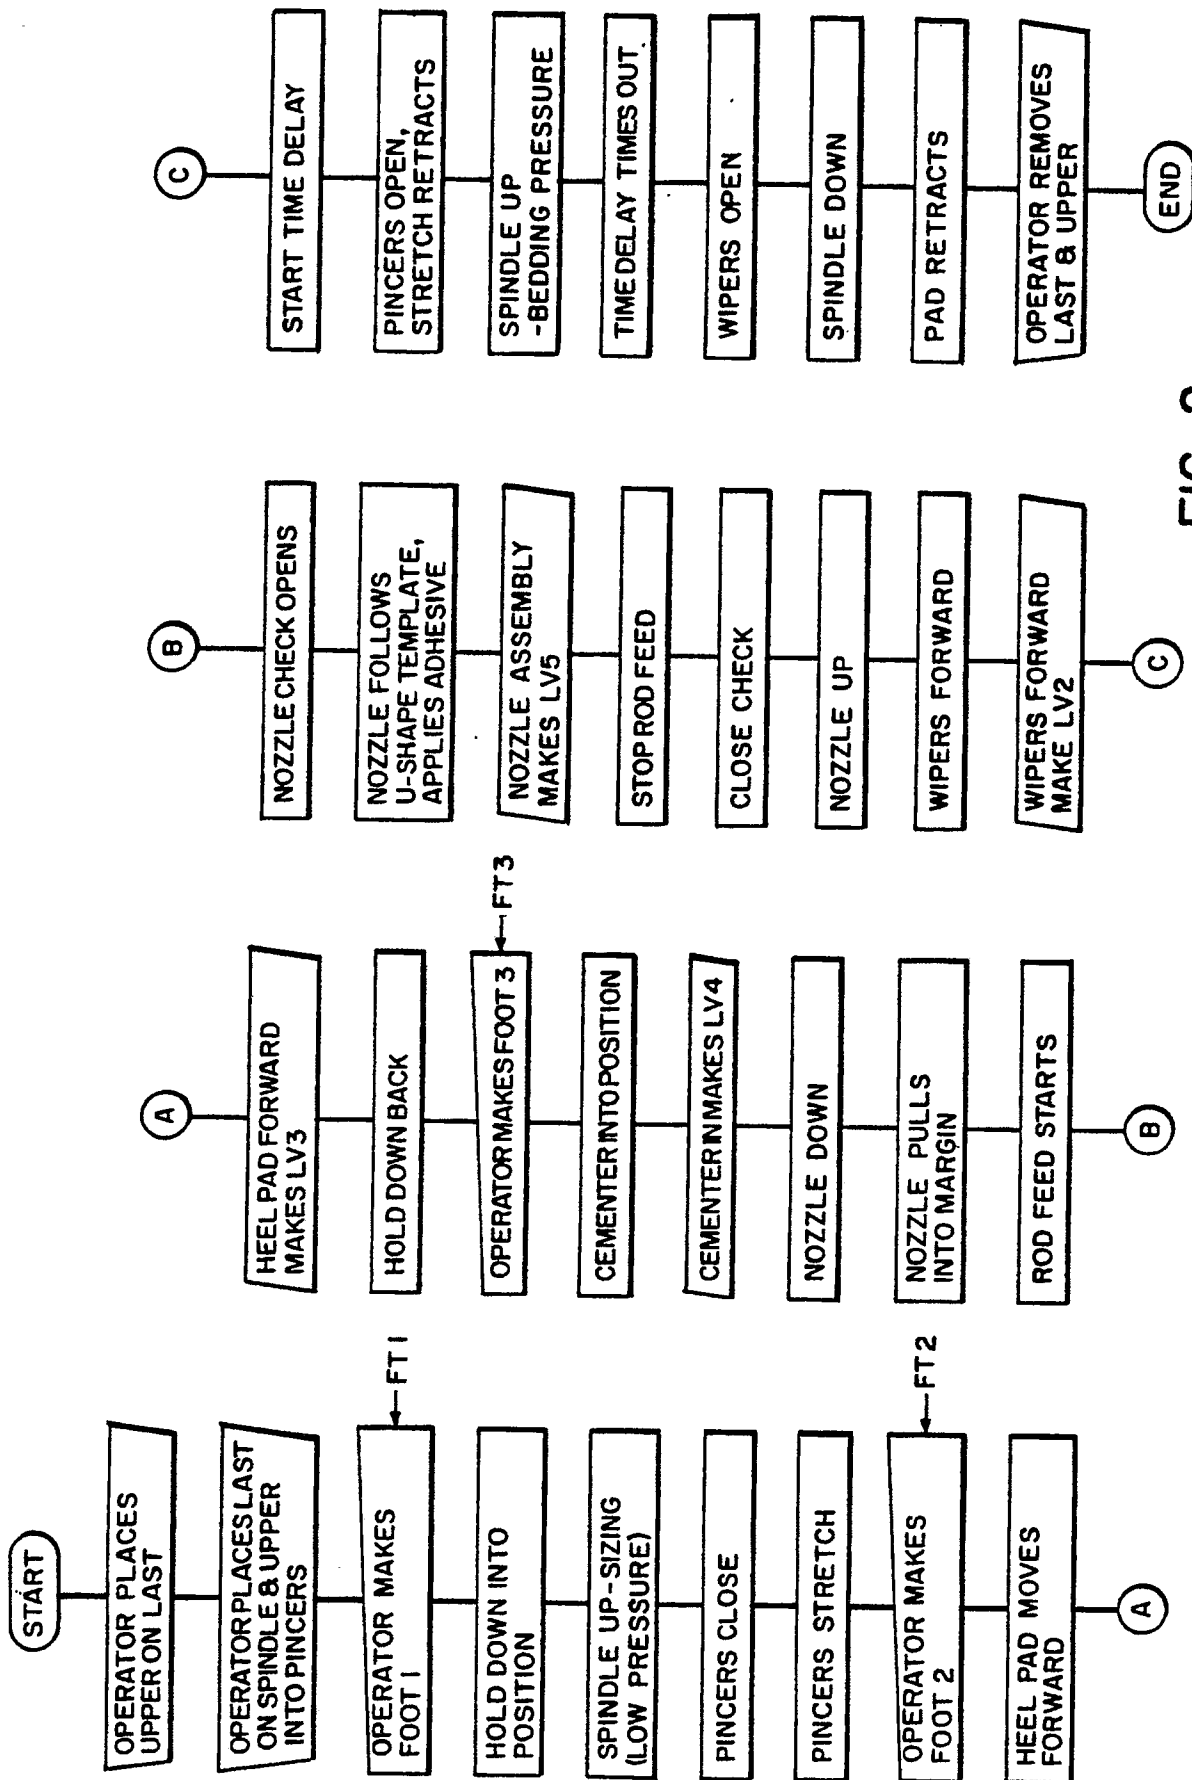 START
OPERATOR PLACES
UPPER ON LAST
OPERATOR PLACES LAST
ON SPINDLE & UPPER
INTO PINCERS
OPERATOR MAKES
FOOT 1
FT 1
HOLD DOWN INTO
POSITION
SPINDLE UP-SIZING
(LOW PRESSURE)
PINCERS CLOSE
PINCERS STRETCH
OPERATOR MAKES
FOOT 2
FT 2
HEEL PAD MOVES
FORWARD
A
A
HEEL PAD FORWARD
MAKES LV3
HOLD DOWN BACK
OPERATOR MAKES FOOT 3
FT 3
CEMENTER INTO POSITION
CEMENTER IN MAKES LV4
NOZZLE DOWN
NOZZLE PULLS
INTO MARGIN
ROD FEED STARTS
B
B
NOZZLE CHECK OPENS
NOZZLE FOLLOWS
U-SHAPE TEMPLATE,
APPLIES ADHESIVE
NOZZLE ASSEMBLY
MAKES LV5
STOP ROD FEED
CLOSE CHECK
NOZZLE UP
WIPERS FORWARD
WIPERS FORWARD
MAKE LV2
C
C
START TIME DELAY
PINCERS OPEN,
STRETCH RETRACTS
SPINDLE UP
-BEDDING PRESSURE
TIME DELAY TIMES OUT
WIPERS OPEN
SPINDLE DOWN
PAD RETRACTS
OPERATOR REMOVES
LAST & UPPER
END
FIG.